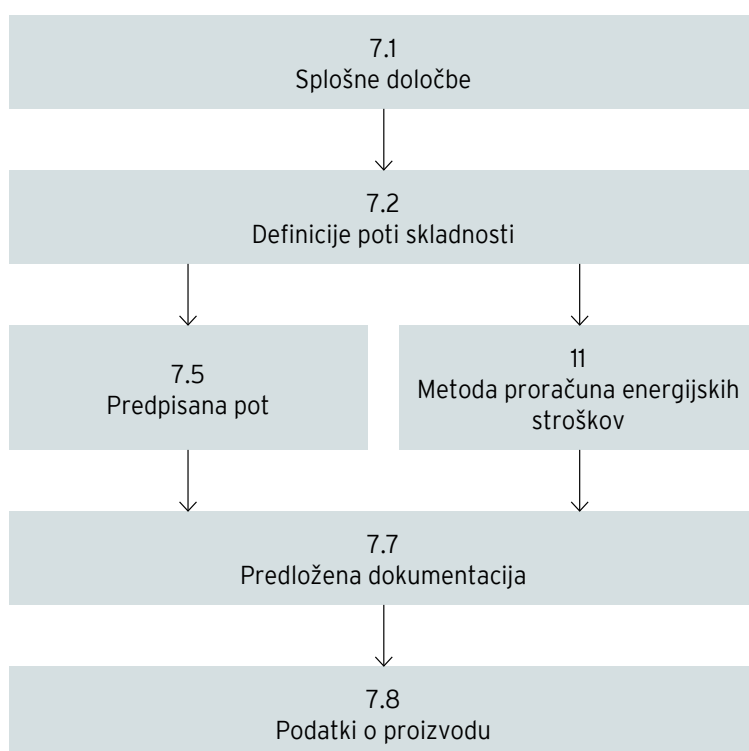 7.1
Splošne določbe
7.2
Definicije poti skladnosti
7.5
Predpisana pot
11
Metoda proračuna energijskih
stroškov
7.7
Predložena dokumentacija
7.8
Podatki o proizvodu